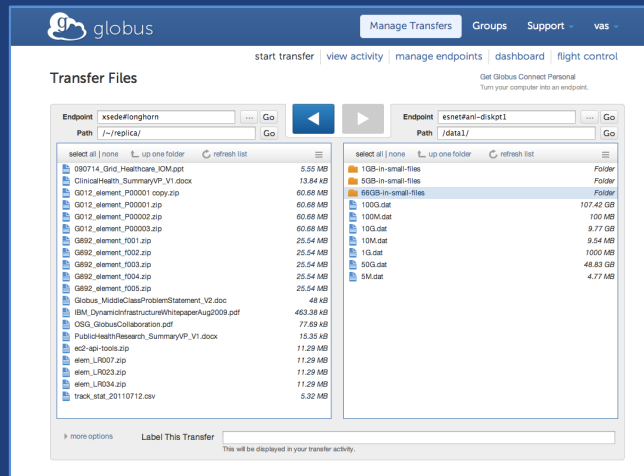 g globus
Manage Transfers Groups Support vas
start transfer view activity manage endpoints dashboard flight control
Transfer Files
Get Globus Connect Personal
Turn your computer into an endpoint.
Endpoint xsede#longhorn ... Go
Path /~/replica/ Go
Endpoint esnet#anl-diskpt1 ... Go
Path /data1/ Go
select all | none up one folder refresh list
090714_Grid_Healthcare_IOM.ppt 5.55 MB
ClinicalHealth_SummaryVP_V1.docx 13.84 kB
G012_element_P00001 copy.zip 60.68 MB
G012_element_P00001.zip 60.68 MB
G012_element_P00002.zip 60.68 MB
G012_element_P00003.zip 60.68 MB
G892_element_f001.zip 25.54 MB
G892_element_f002.zip 25.54 MB
G892_element_f003.zip 25.54 MB
G892_element_f004.zip 25.54 MB
G892_element_f005.zip 25.54 MB
Globus_MiddleClassProblemStatement_V2.doc 48 kB
IBM_DynamicInfrastructureWhitepaperAug2009.pdf 463.38 kB
OSG_GlobusCollaboration.pdf 77.69 kB
PublicHealthResearch_SummaryVP_V1.docx 15.35 kB
ec2-api-tools.zip 11.29 MB
elem_LR007.zip 11.29 MB
elem_LR023.zip 11.29 MB
elem_LR034.zip 11.29 MB
track_stat_20110712.csv 5.32 MB
select all | none up one folder refresh list
1GB-in-small-files Folder
5GB-in-small-files Folder
66GB-in-small-files Folder
100G.dat 107.42 GB
100M.dat 100 MB
10G.dat 9.77 GB
10M.dat 9.54 MB
1G.dat 1000 MB
50G.dat 48.83 GB
5M.dat 4.77 MB
more options Label This Transfer
This will be displayed in your transfer activity.